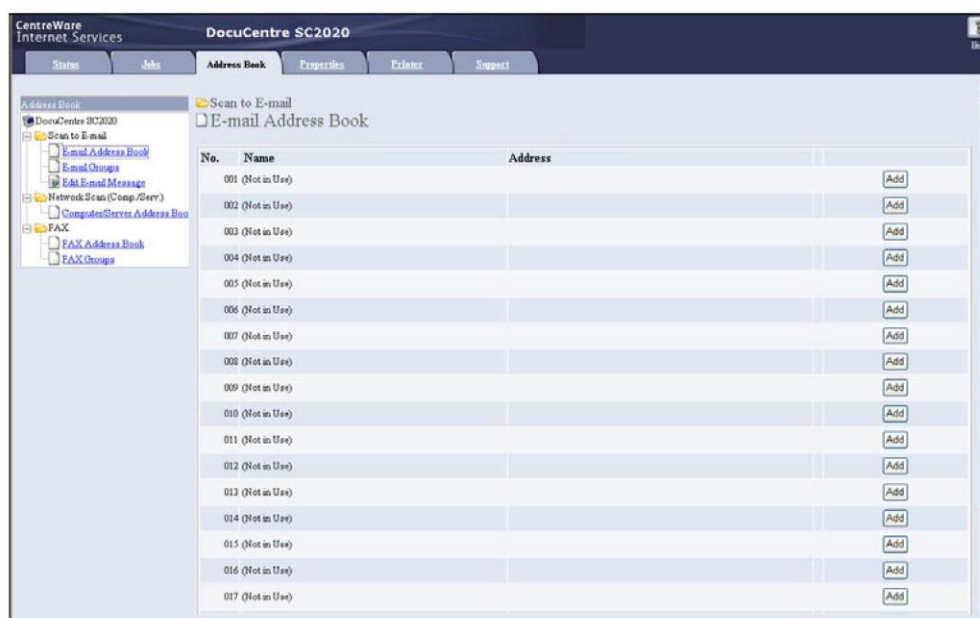 CentreWare
Internet Services
DocuCentre SC2020
Status Jobs Address Book Properties Printer Support
Address Book
DocuCentre SC2020
Scan to E-mail
E-mail Address Book
E-mail Groups
Edit E-mail Message
Network Scan (Comp./Serv.)
Computer/Server Address Boo
FAX
FAX Address Book
FAX Groups
Scan to E-mail
E-mail Address Book
No. Name Address
001 (Not in Use) Add
002 (Not in Use) Add
003 (Not in Use) Add
004 (Not in Use) Add
005 (Not in Use) Add
006 (Not in Use) Add
007 (Not in Use) Add
008 (Not in Use) Add
009 (Not in Use) Add
010 (Not in Use) Add
011 (Not in Use) Add
012 (Not in Use) Add
013 (Not in Use) Add
014 (Not in Use) Add
015 (Not in Use) Add
016 (Not in Use) Add
017 (Not in Use) Add